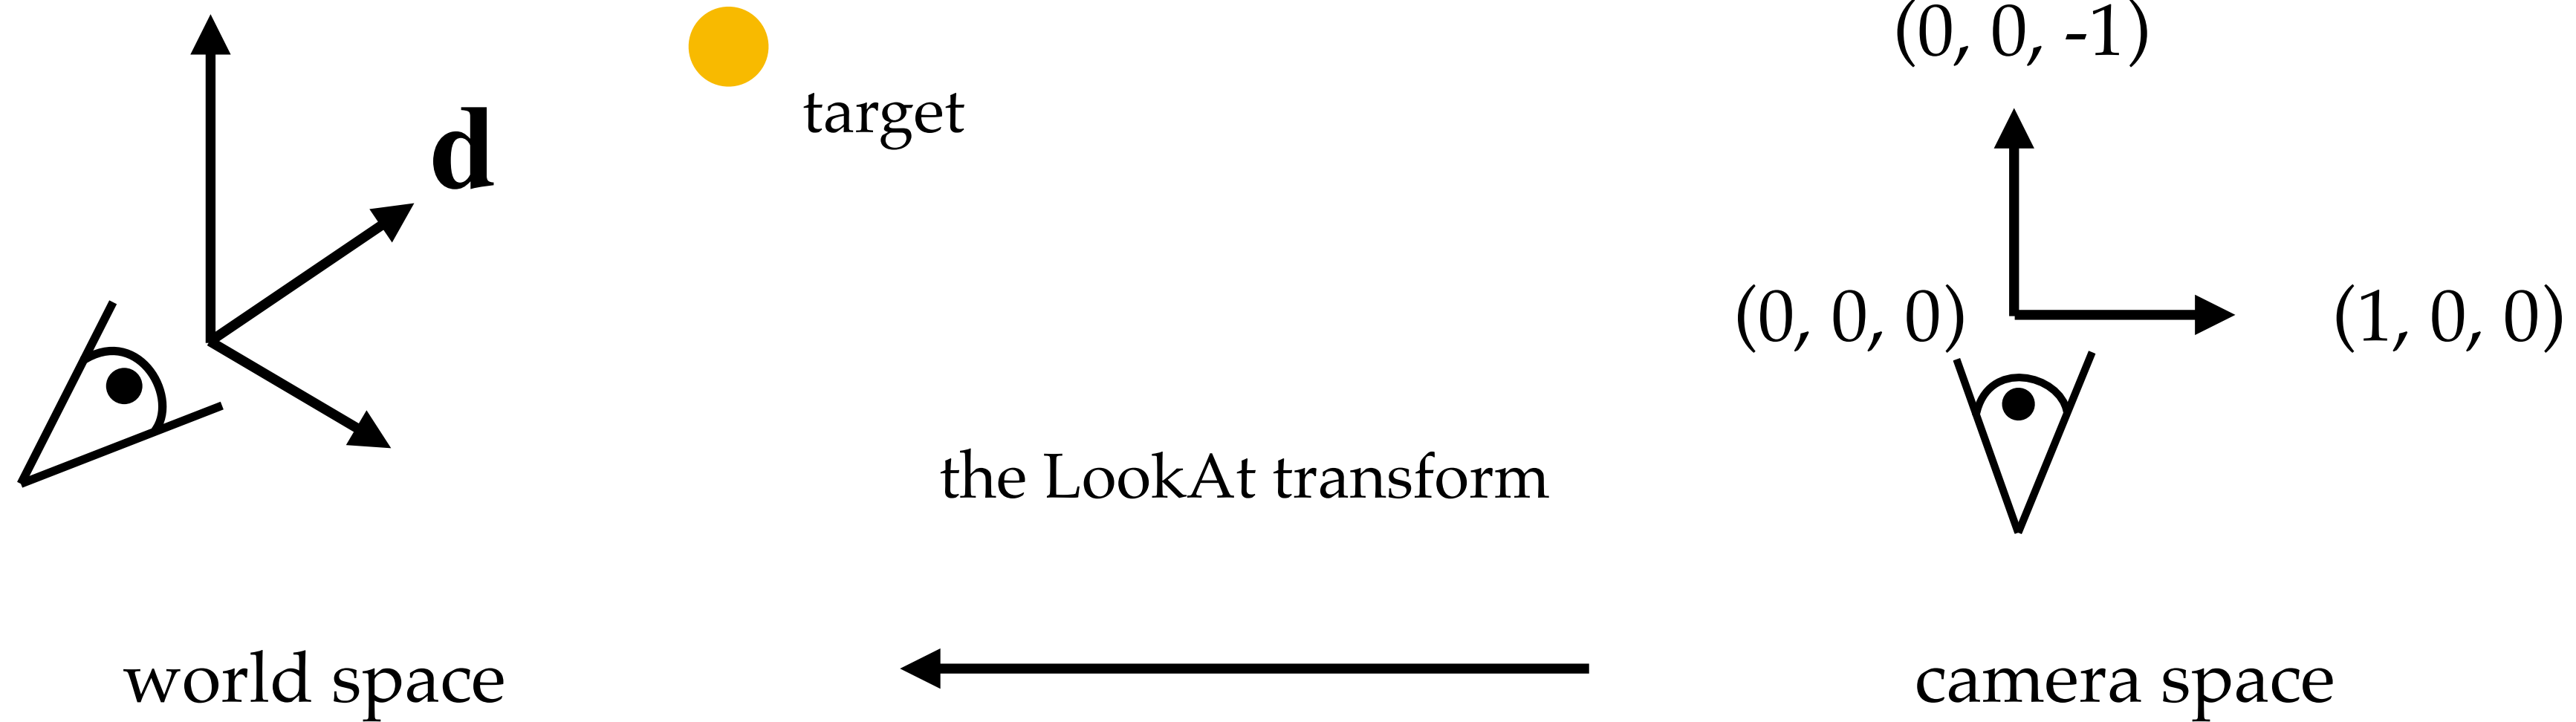 d
target
(0, 0, -1)
(0, 0, 0)
(1, 0, 0)
the LookAt transform
world space
camera space